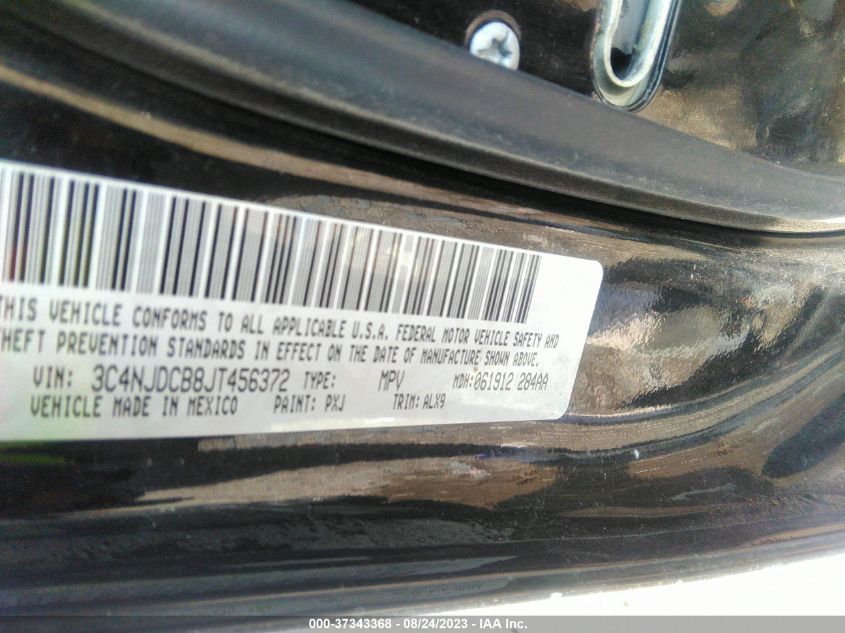 THIS VEHICLE CONFORMS TO ALL APPLICABLE U.S.A. FEDERAL MOTOR VEHICLE SAFETY AND
THEFT PREVENTION STANDARDS IN EFFECT ON THE DATE OF MANUFACTURE SHOWN ABOVE.
VIN: 3C4NJDCB8JT456372 TYPE: MPV MDH:061912 284AA
VEHICLE MADE IN MEXICO PAINT: PXJ TRIM: ALX9
000-37343368 - 08/24/2023 - IAA Inc.